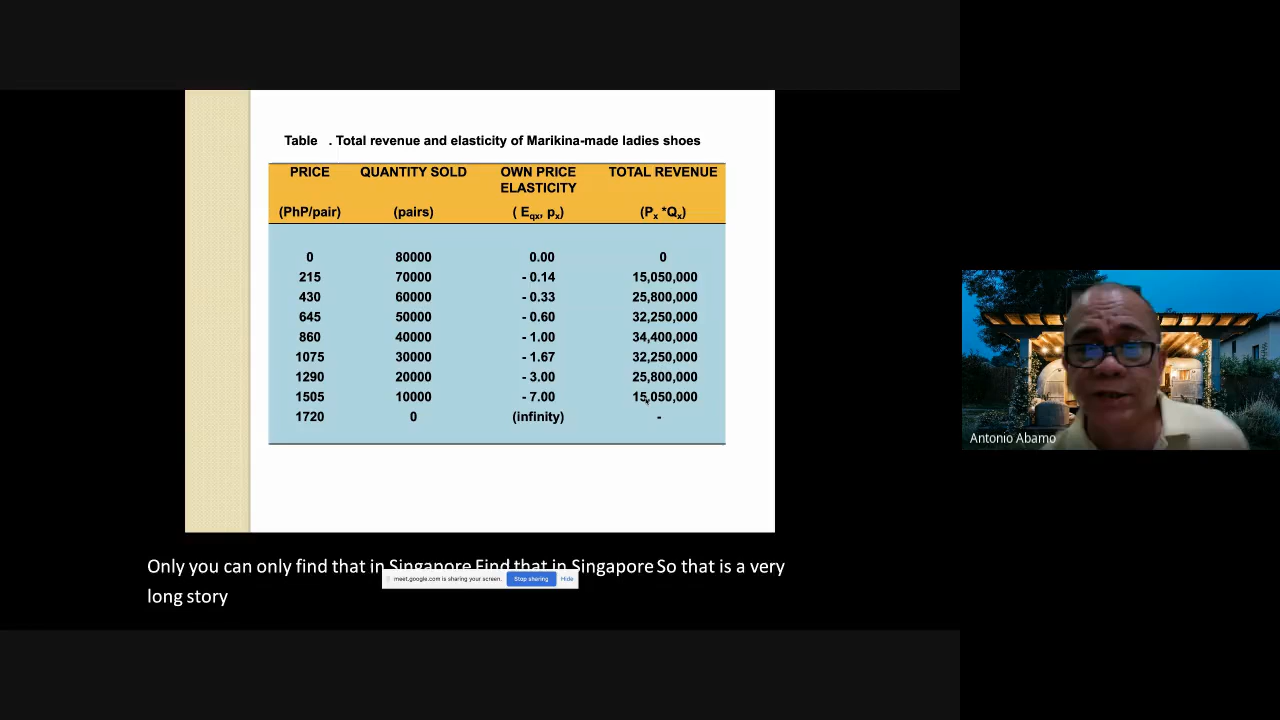 Table . Total revenue and elasticity of Marikina-made ladies shoes
PRICE QUANTITY SOLD OWN PRICE ELASTICITY TOTAL REVENUE
(PhP/pair) (pairs) ( Eqx, px) (Px *Qx)
0 80000 0.00 0
215 70000 - 0.14 15,050,000
430 60000 - 0.33 25,800,000
645 50000 - 0.60 32,250,000
860 40000 - 1.00 34,400,000
1075 30000 - 1.67 32,250,000
1290 20000 - 3.00 25,800,000
1505 10000 - 7.00 15,050,000
1720 0 (infinity) -
Antonio Abamo
Only you can only find that in Singapore Find that in Singapore So that is a very
long story
meet.google.com is sharing your screen. Stop sharing Hide